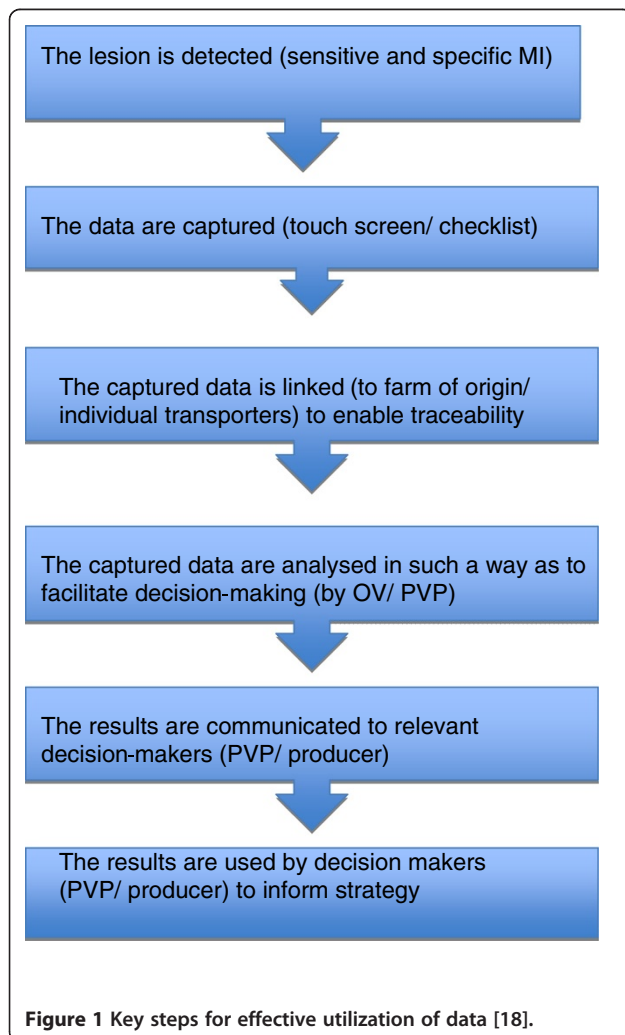 The lesion is detected (sensitive and specific MI)
The data are captured (touch screen/ checklist)
The captured data is linked (to farm of origin/
individual transporters) to enable traceability
The captured data are analysed in such a way as to
facilitate decision-making (by OV/ PVP)
The results are communicated to relevant
decision-makers (PVP/ producer)
The results are used by decision makers
(PVP/ producer) to inform strategy
Figure 1 Key steps for effective utilization of data [18].